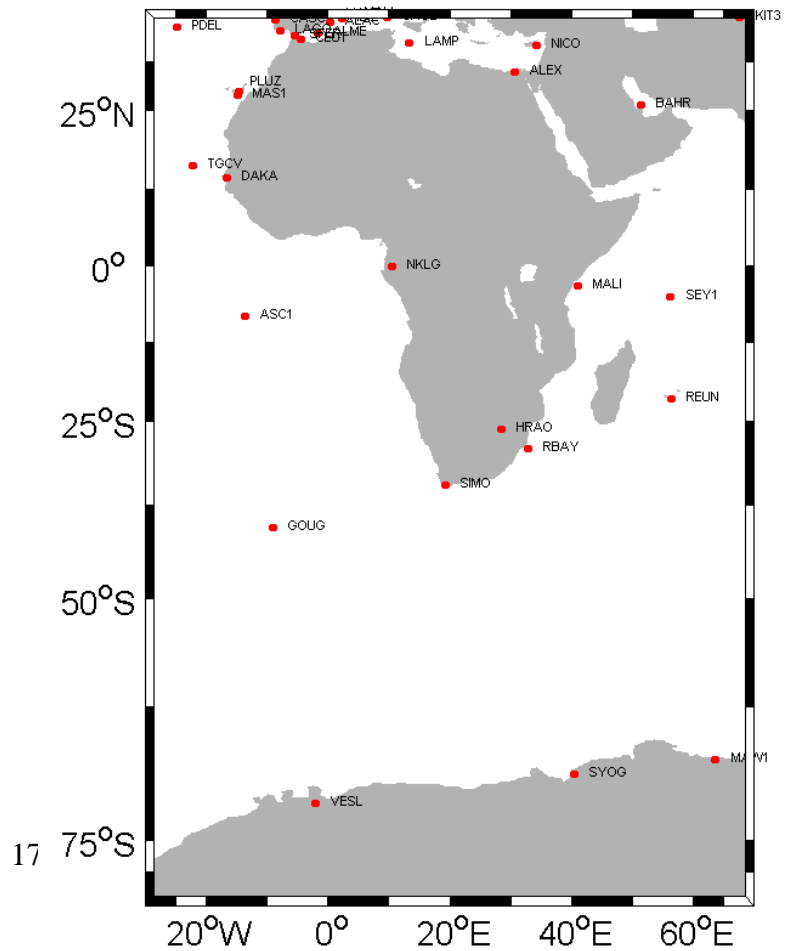 KIT3
PDEL
LAMP
NICO
ALEX
PLUZ
MAS1
BAHR
25°N
TGCV
DAKA
0°
NKLG
MALI
SEY1
ASC1
REUN
25°S
HRAO
RBAY
SIMO
GOUG
50°S
MAW1
SYOG
VESL
75°S
17
20°W 0° 20°E 40°E 60°E